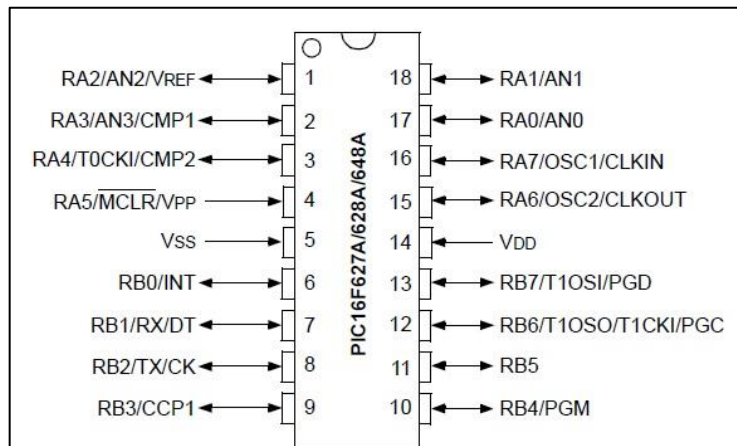 RA2/AN2/VREF 1 18 RA1/AN1
RA3/AN3/CMP1 2 17 RA0/AN0
RA4/T0CKI/CMP2 3 16 RA7/OSC1/CLKIN
RA5/MCLR/VPP 4 15 RA6/OSC2/CLKOUT
VSS 5 14 VDD
RB0/INT 6 13 RB7/T1OSI/PGD
RB1/RX/DT 7 12 RB6/T1OSO/T1CKI/PGC
RB2/TX/CK 8 11 RB5
RB3/CCP1 9 10 RB4/PGM
PIC16F627A/628A/648A